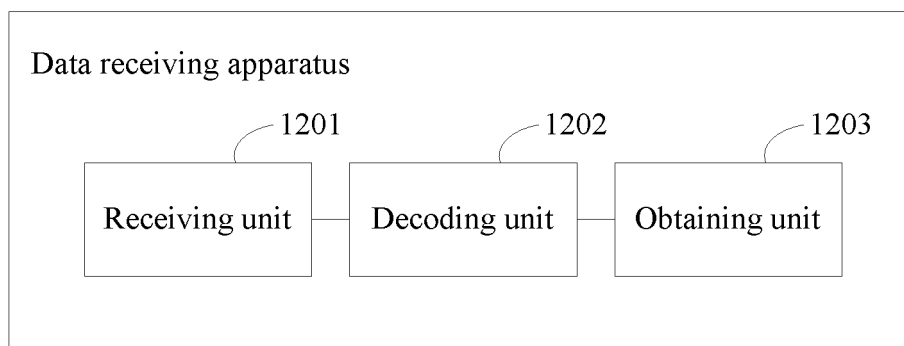 Data receiving apparatus
1201
1202
1203
Receiving unit
Decoding unit
Obtaining unit